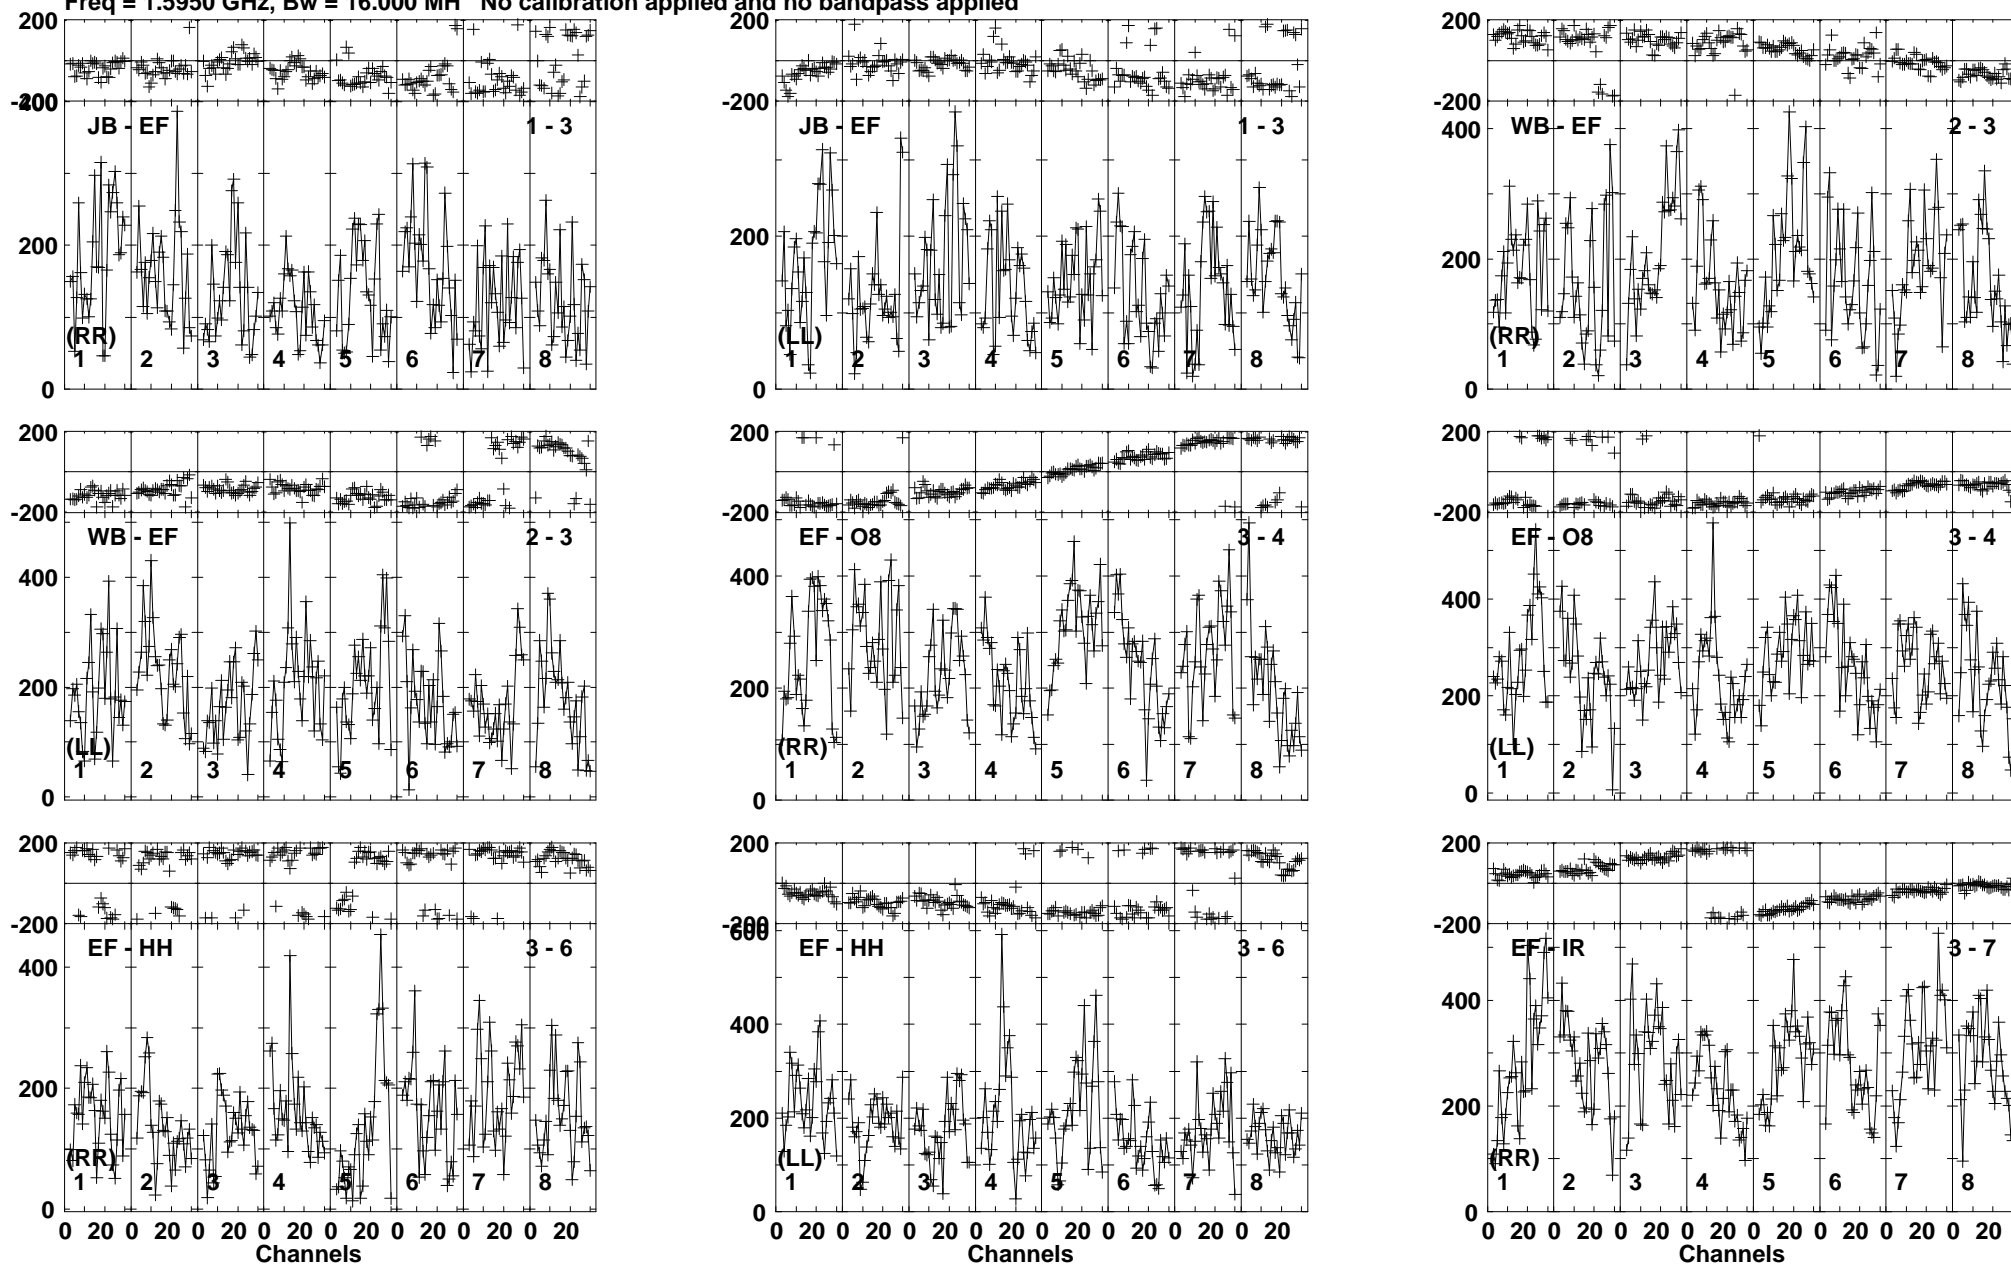 Freq = 1.5950 GHz, Bw = 16.000 MH No calibration applied and no bandpass applied
200 200 200
-200 -200 -200
400
JB - EF 1 - 3 JB - EF 1 - 3 WB - EF 2 - 3
400
200 200 200
(RR) (LL) (RR)
1 2 3 4 5 6 7 8 1 2 3 4 5 6 7 8 1 2 3 4 5 6 7 8
0 0 0
200 200 200
-200 -200 -200
WB - EF 2 - 3 EF - O8 3 - 4 EF - O8 3 - 4
400 400 400
200 200 200
(LL) (RR) (LL)
1 2 3 4 5 6 7 8 1 2 3 4 5 6 7 8 1 2 3 4 5 6 7 8
0 0 0
200 200 200
-200 -200 -200
600
EF - HH 3 - 6 EF - HH 3 - 6 EF - IR 3 - 7
400 400 400
200 200 200
(RR) (LL) (RR)
1 2 3 4 5 6 7 8 1 2 3 4 5 6 7 8 1 2 3 4 5 6 7 8
0 0 0
0 20 0 20 0 20 0 20 0 20 0 20 0 20 0 20 0 20 0 20 0 20 0 20 0 20 0 20 0 20 0 20 0 20 0 20 0 20 0 20 0 20 0 20 0 20 0 20
Channels Channels Channels